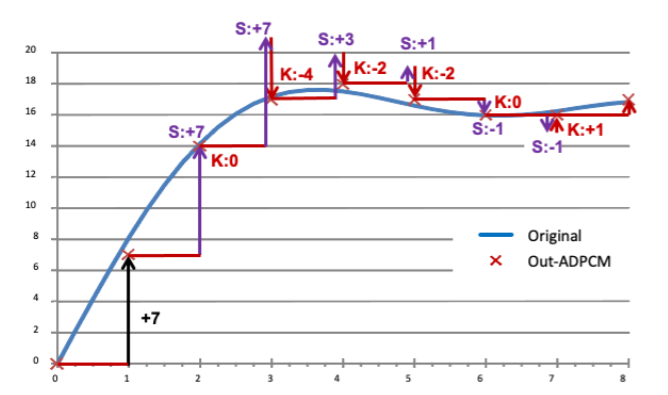 S:+7
S:+3
S:+1
20
K:-4
K:-2
K:-2
18
K:0
16
S:+7
S:-1
K:+1
S:-1
14
K:0
12
10
8
Original
6
Out-ADPCM
4
+7
2
0
0 1 2 3 4 5 6 7 8